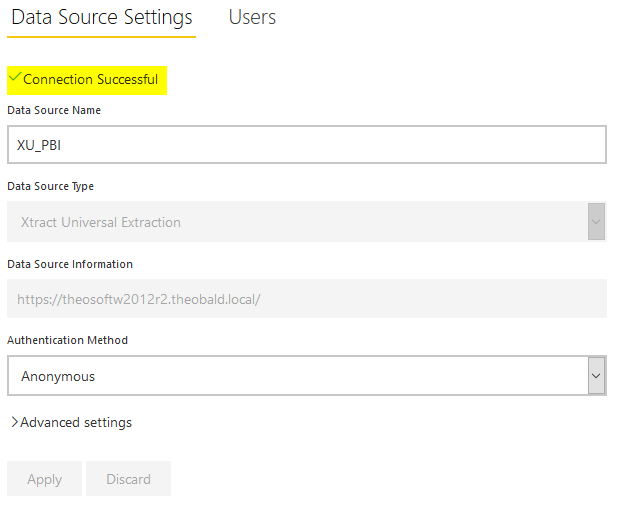 Data Source Settings Users
Connection Successful
Data Source Name
XU_PBI
Data Source Type
Xtract Universal Extraction
Data Source Information
https://theosoftw2012r2.theobald.local/
Authentication Method
Anonymous
Advanced settings
Apply Discard